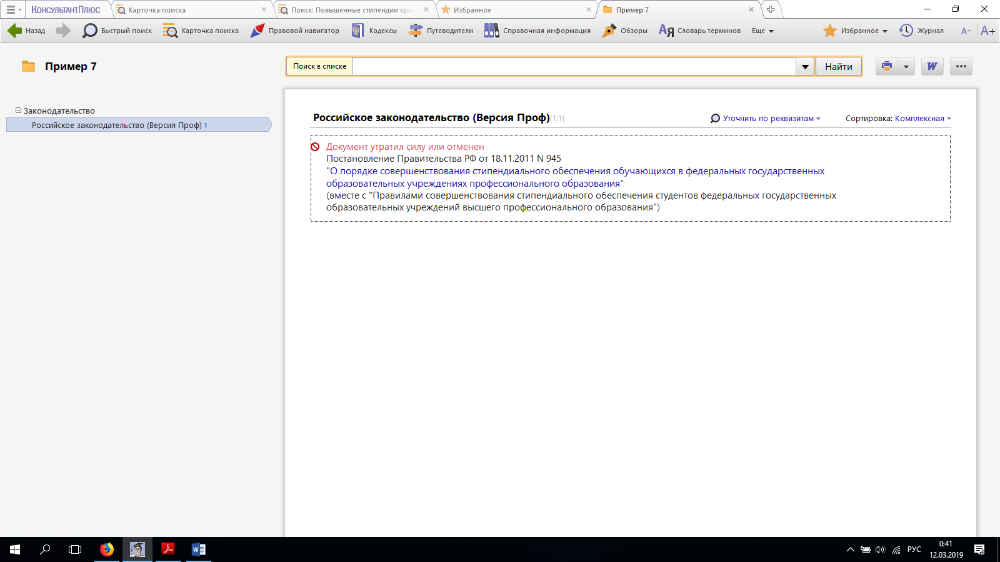 КонсультантПлюс
Карточка поиска
Поиск: Повышенные стипендии кри
Избранное
Пример 7
Назад
Быстрый поиск
Карточка поиска
Правовой навигатор
Кодексы
Путеводители
Справочная информация
Обзоры
Словарь терминов
Еще
Избранное
Журнал
А−
А+
Пример 7
Поиск в списке
Найти
Законодательство
Российское законодательство (Версия Проф) 1
Российское законодательство (Версия Проф)[1:1]
Уточнить по реквизитам
Сортировка: Комплексная
Документ утратил силу или отменен
Постановление Правительства РФ от 18.11.2011 N 945
"О порядке совершенствования стипендиального обеспечения обучающихся в федеральных государственных
образовательных учреждениях профессионального образования"
(вместе с "Правилами совершенствования стипендиального обеспечения студентов федеральных государственных
образовательных учреждений высшего профессионального образования")
РУС
0:41
12.03.2019